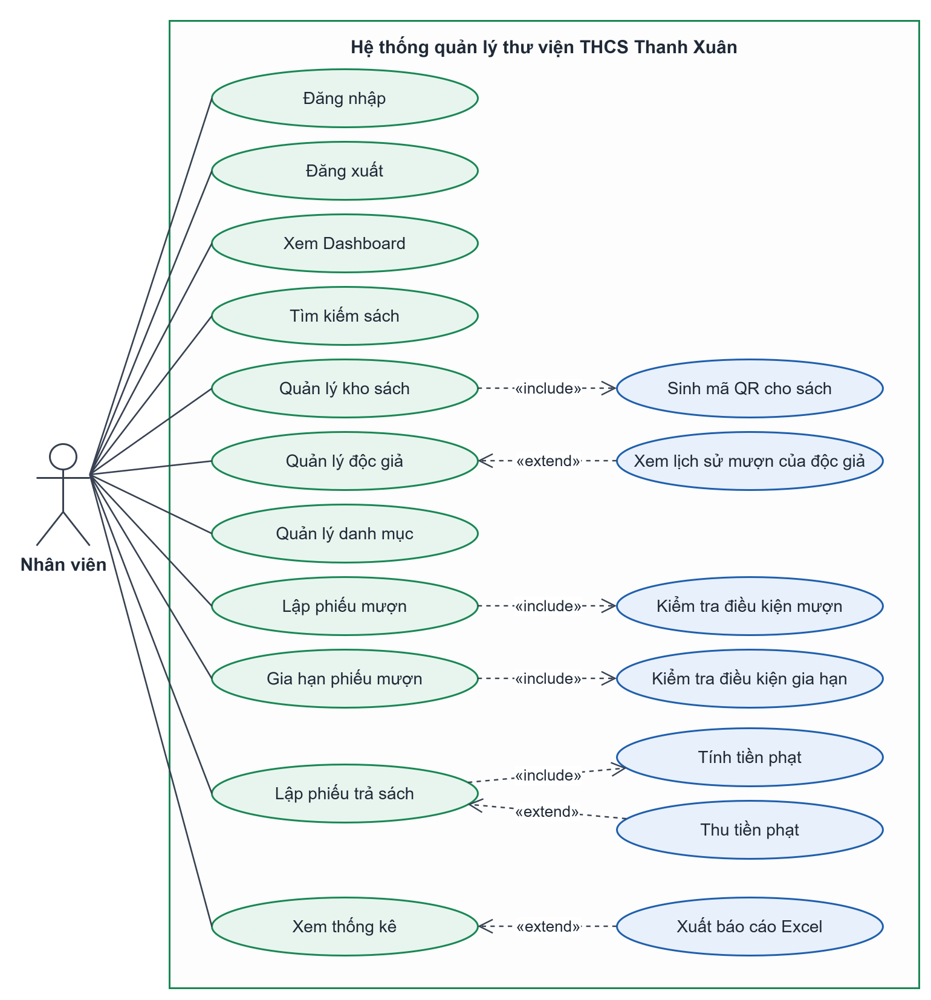 Hệ thống quản lý thư viện THCS Thanh Xuân
Đăng nhập
Đăng xuất
Xem Dashboard
Tìm kiếm sách
Quản lý kho sách
«include»
Sinh mã QR cho sách
Quản lý độc giả
«extend»
Xem lịch sử mượn của độc giả
Quản lý danh mục
Nhân viên
Lập phiếu mượn
«include»
Kiểm tra điều kiện mượn
Gia hạn phiếu mượn
«include»
Kiểm tra điều kiện gia hạn
Lập phiếu trả sách
«include»
Tính tiền phạt
«extend»
Thu tiền phạt
Xem thống kê
«extend»
Xuất báo cáo Excel